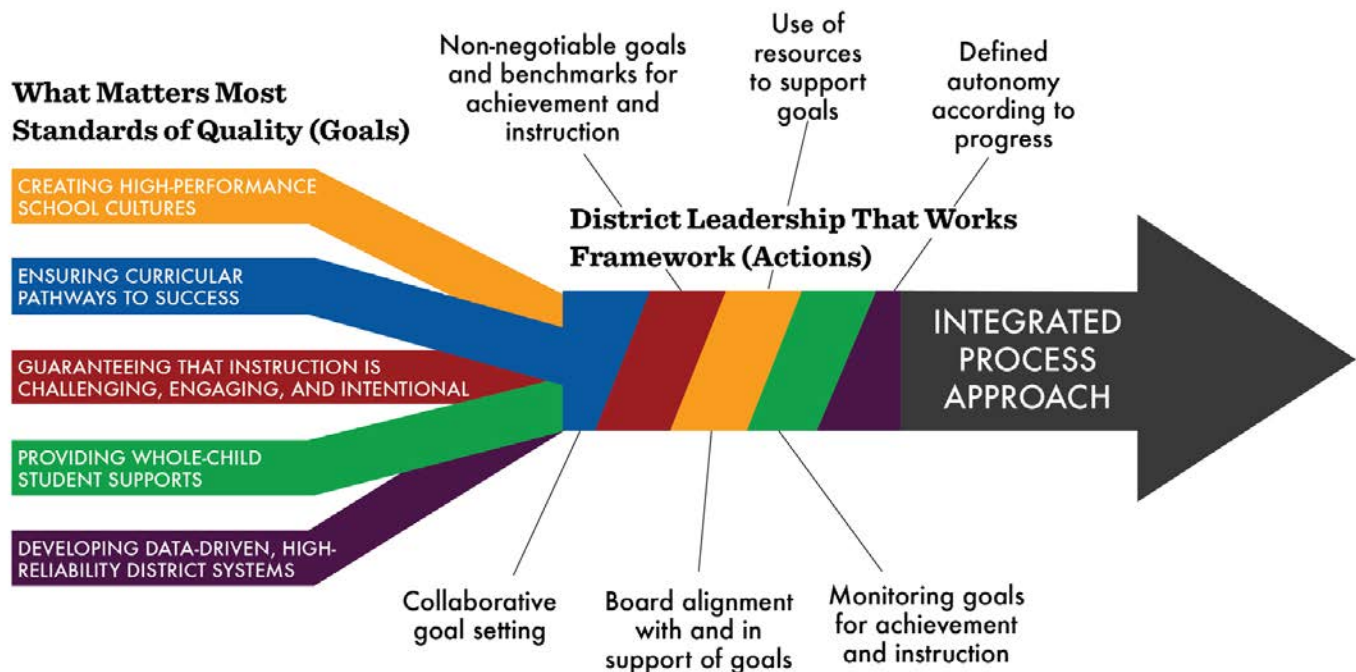 What Matters Most
Standards of Quality (Goals)
CREATING HIGH-PERFORMANCE
SCHOOL CULTURES
ENSURING CURRICULAR
PATHWAYS TO SUCCESS
GUARANTEEING THAT INSTRUCTION IS
CHALLENGING, ENGAGING, AND INTENTIONAL
PROVIDING WHOLE-CHILD
STUDENT SUPPORTS
DEVELOPING DATA-DRIVEN, HIGH-
RELIABILITY DISTRICT SYSTEMS
Non-negotiable goals
and benchmarks for
achievement and
instruction
Use of
resources
to support
goals
Defined
autonomy
according to
progress
District Leadership That Works
Framework (Actions)
Collaborative
goal setting
Board alignment
with and in
support of goals
Monitoring goals
for achievement
and instruction
INTEGRATED
PROCESS
APPROACH